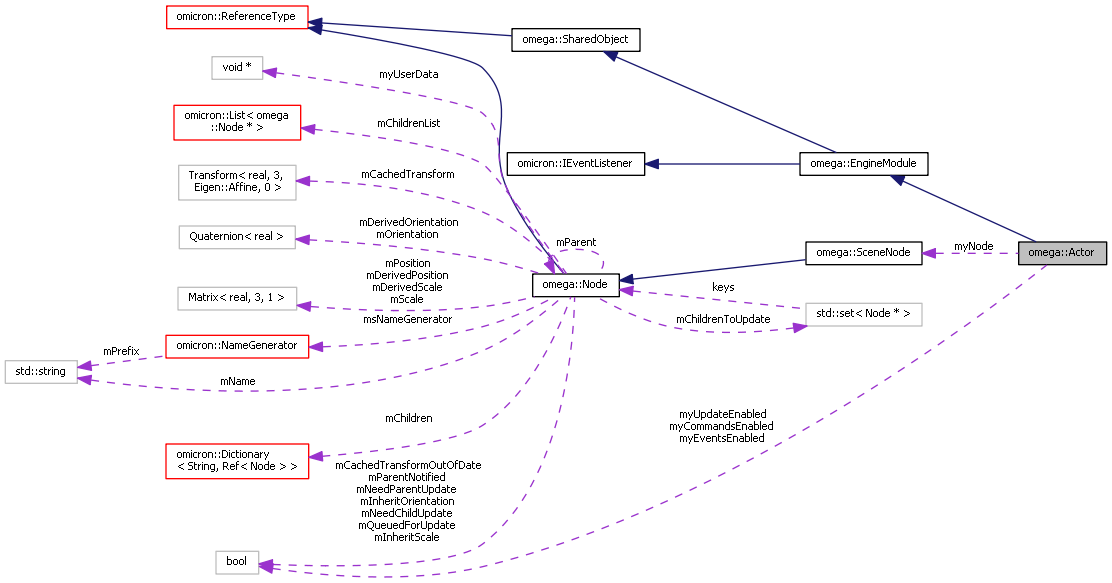 omicron::ReferenceType
omega::SharedObject
void *
myUserData
omicron::List< omega
::Node * >
mChildrenList
omicron::IEventListener
omega::EngineModule
Transform< real, 3,
Eigen::Affine, 0 >
mCachedTransform
Quaternion< real >
mDerivedOrientation
mOrientation
mParent
omega::SceneNode
myNode
omega::Actor
mPosition
mDerivedPosition
mDerivedScale
mScale
omega::Node
keys
Matrix< real, 3, 1 >
msNameGenerator
mChildrenToUpdate
std::set< Node * >
omicron::NameGenerator
mPrefix
std::string
mName
mChildren
myUpdateEnabled
myCommandsEnabled
myEventsEnabled
omicron::Dictionary
< String, Ref< Node > >
mCachedTransformOutOfDate
mParentNotified
mNeedParentUpdate
mInheritOrientation
mNeedChildUpdate
mQueuedForUpdate
mInheritScale
bool